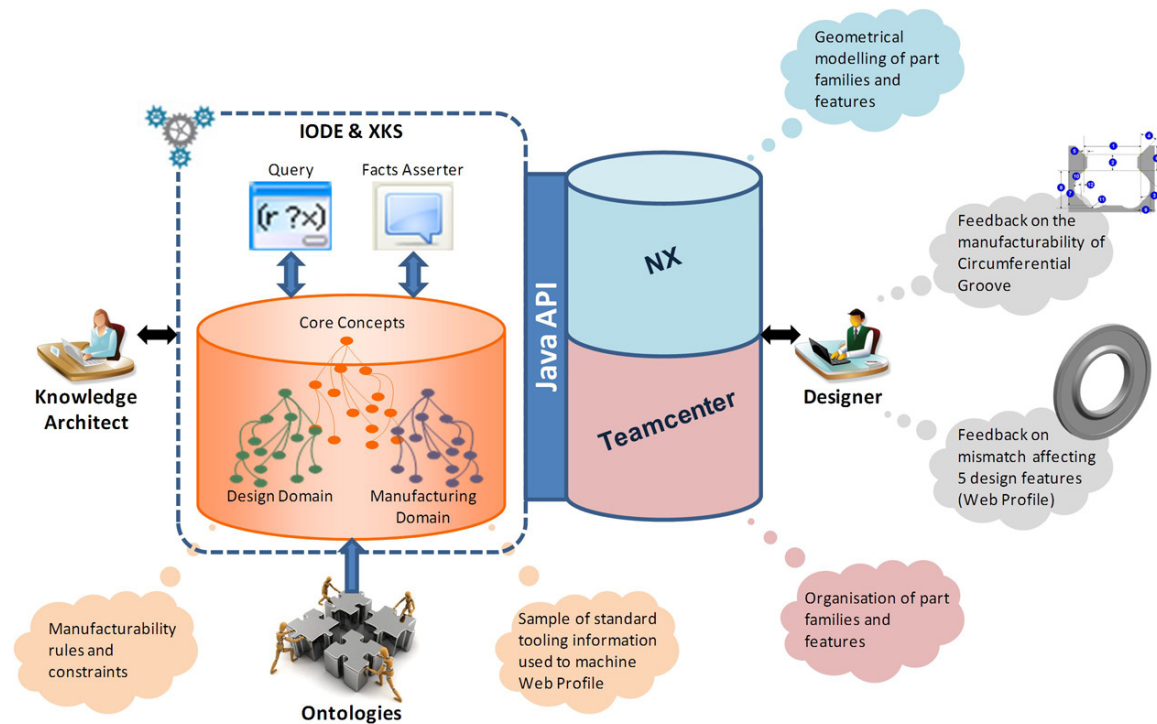 Geometrical
modelling of part
families and
features
IODE & XKS
Query
Facts Asserter
(r ?x)
Core Concepts
Design Domain
Manufacturing
Domain
Java API
NX
Teamcenter
Knowledge
Architect
Designer
Feedback on the
manufacturability of
Circumferential
Groove
Feedback on
mismatch affecting
5 design features
(Web Profile)
Manufacturability
rules and
constraints
Ontologies
Sample of standard
tooling information
used to machine
Web Profile
Organisation of part
families and
features